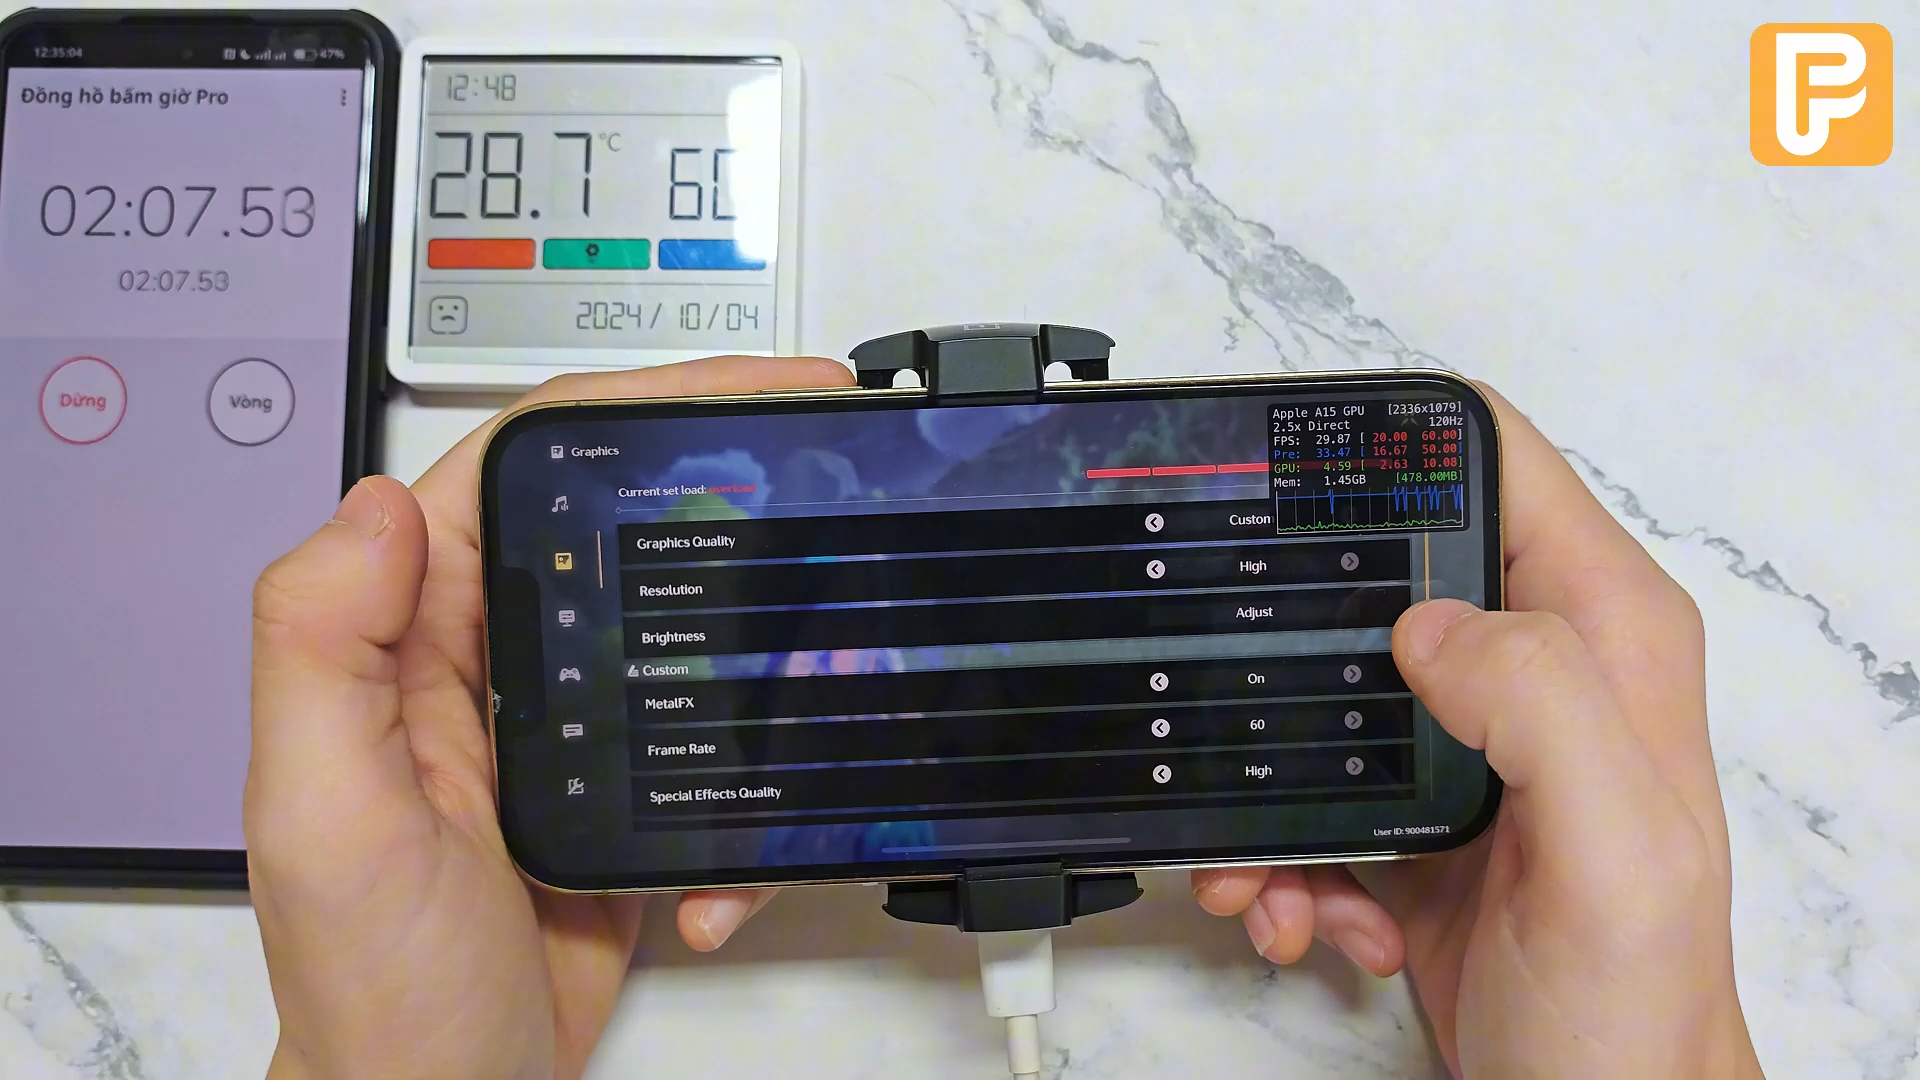 12:35:04
47%
Đồng hồ bấm giờ Pro
02:07.53
02:07.53
Dừng
Vòng
12:48
28.7 °C
60
2024/10/04
Graphics
Current set load: overload
Graphics Quality
Custom
Resolution
High
Brightness
Adjust
Custom
MetalFX
On
Frame Rate
60
Special Effects Quality
High
User ID: 900481571
Apple A15 GPU [2336x1079]
2.5x Direct 120Hz
FPS: 29.87 [ 20.00 60.00]
Pre: 33.47 [ 16.67 50.00]
GPU: 4.59 [ 2.63 10.08]
Mem: 1.45GB [478.00MB]